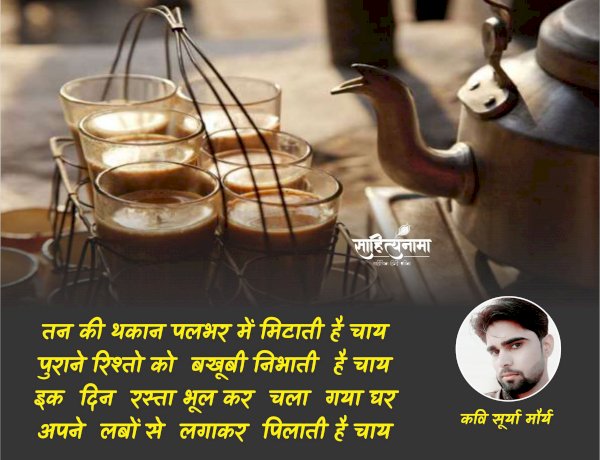 साहित्यनामा
तन की थकान पलभर में मिटाती है चाय
पुराने रिश्तो को बखूबी निभाती है चाय
इक दिन रस्ता भूल कर चला गया घर
अपने लबों से लगाकर पिलाती है चाय
कवि सूर्या मौर्य